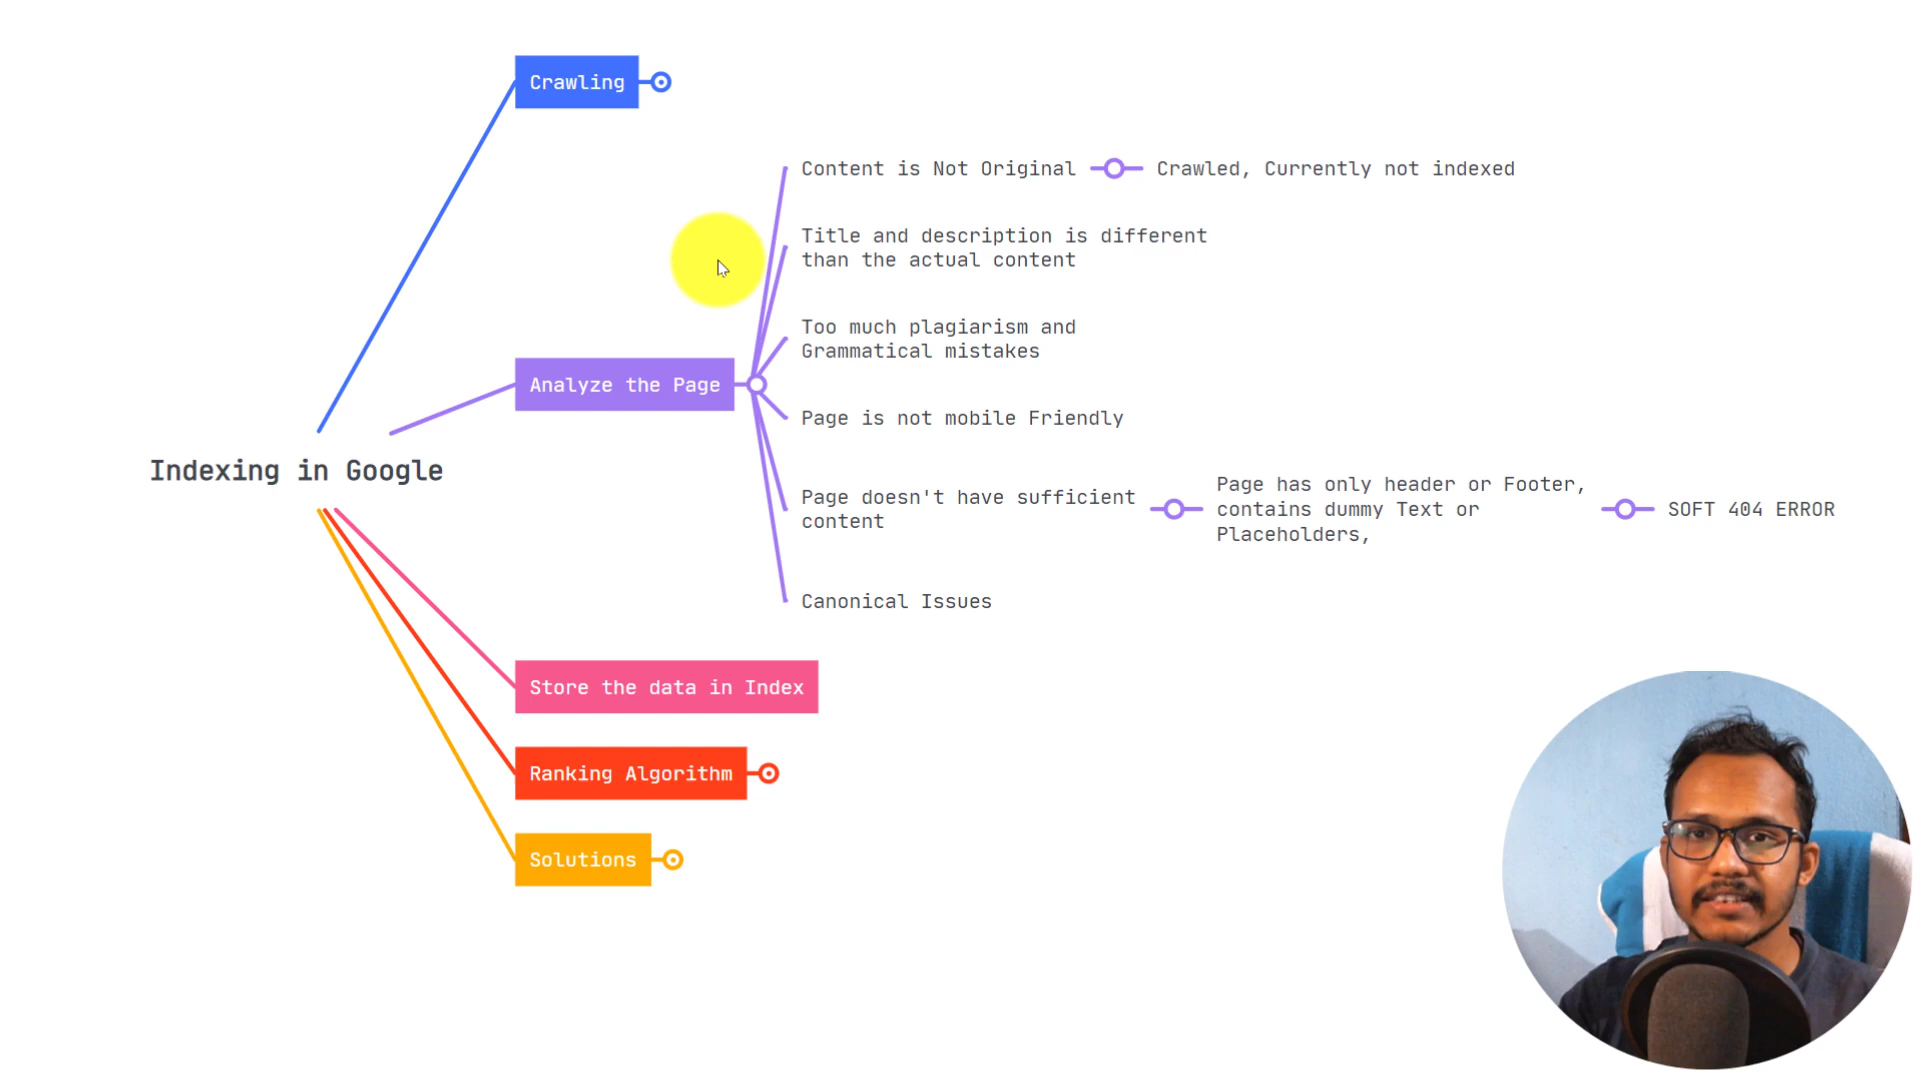 Crawling
Content is Not Original
Crawled, Currently not indexed
Title and description is different
than the actual content
Too much plagiarism and
Grammatical mistakes
Analyze the Page
Page is not mobile Friendly
Indexing in Google
Page doesn't have sufficient
content
Page has only header or Footer,
contains dummy Text or
Placeholders,
SOFT 404 ERROR
Canonical Issues
Store the data in Index
Ranking Algorithm
Solutions